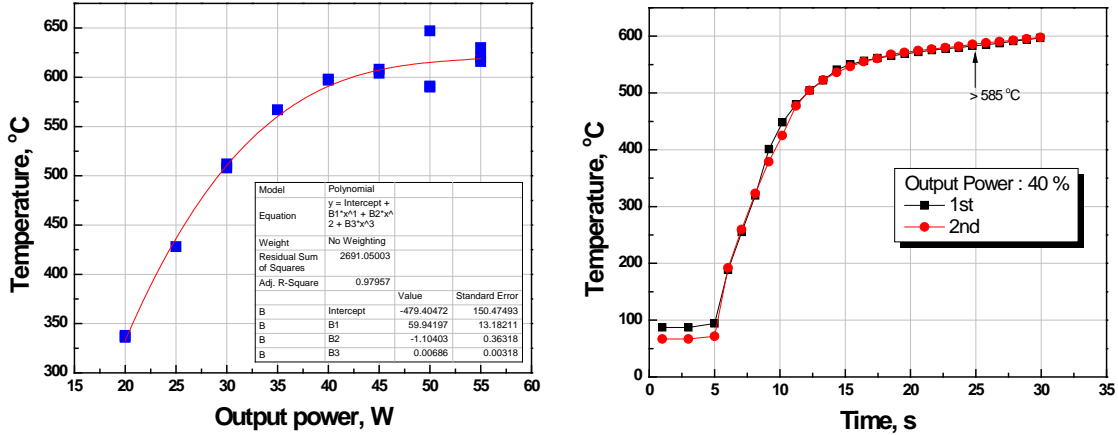 650
600
550
500
450
400
350
300
15 20 25 30 35 40 45 50 55 60
Temperature, °C
Output power, W
Model Polynomial
Equation y = Intercept +
B1*x^1 + B2*x^
2 + B3*x^3
Weight No Weighting
Residual Sum
of Squares 2691.05003
Adj. R-Square 0.97957
Value Standard Error
B Intercept -479.40472 150.47493
B B1 59.94197 13.18211
B B2 -1.10403 0.36318
B B3 0.00686 0.00318
600
500
400
300
200
100
0
0 5 10 15 20 25 30 35
Temperature, °C
Time, s
> 585 °C
Output Power : 40 %
1st
2nd